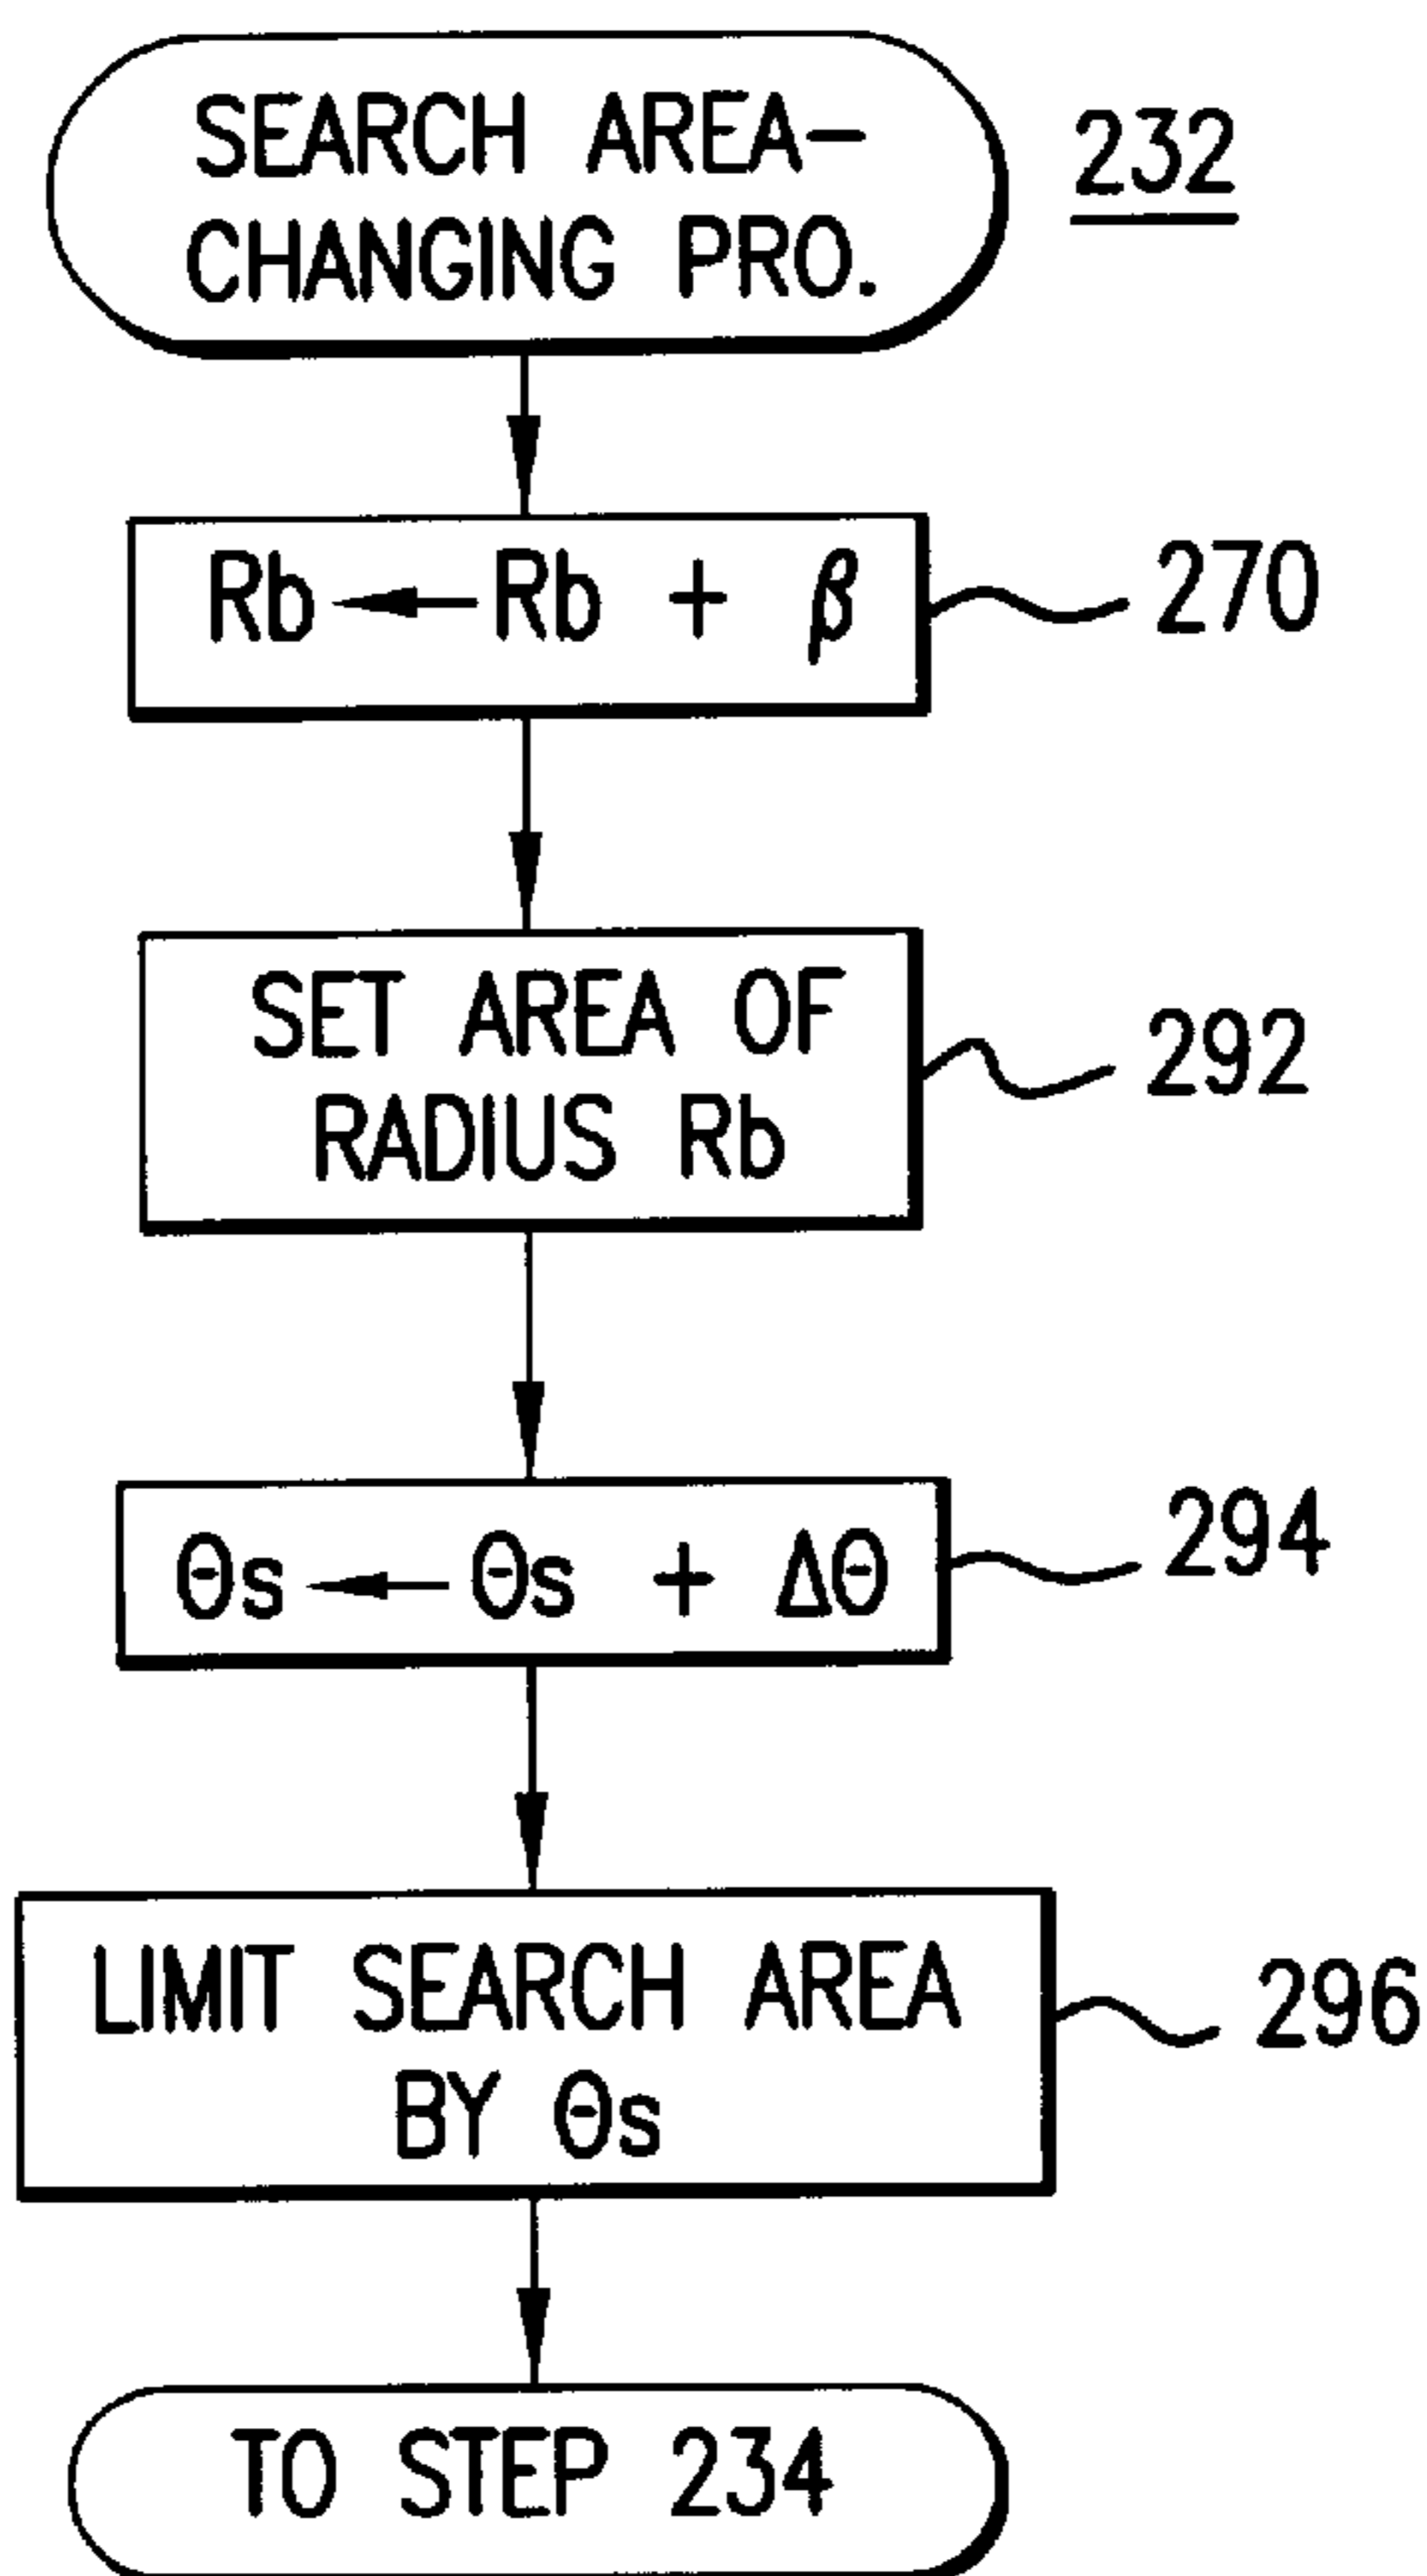 SEARCH AREA-
CHANGING PRO.
232
Rb ← Rb + β
270
SET AREA OF
RADIUS Rb
292
Θs ← Θs + ΔΘ
294
LIMIT SEARCH AREA
BY Θs
296
TO STEP 234